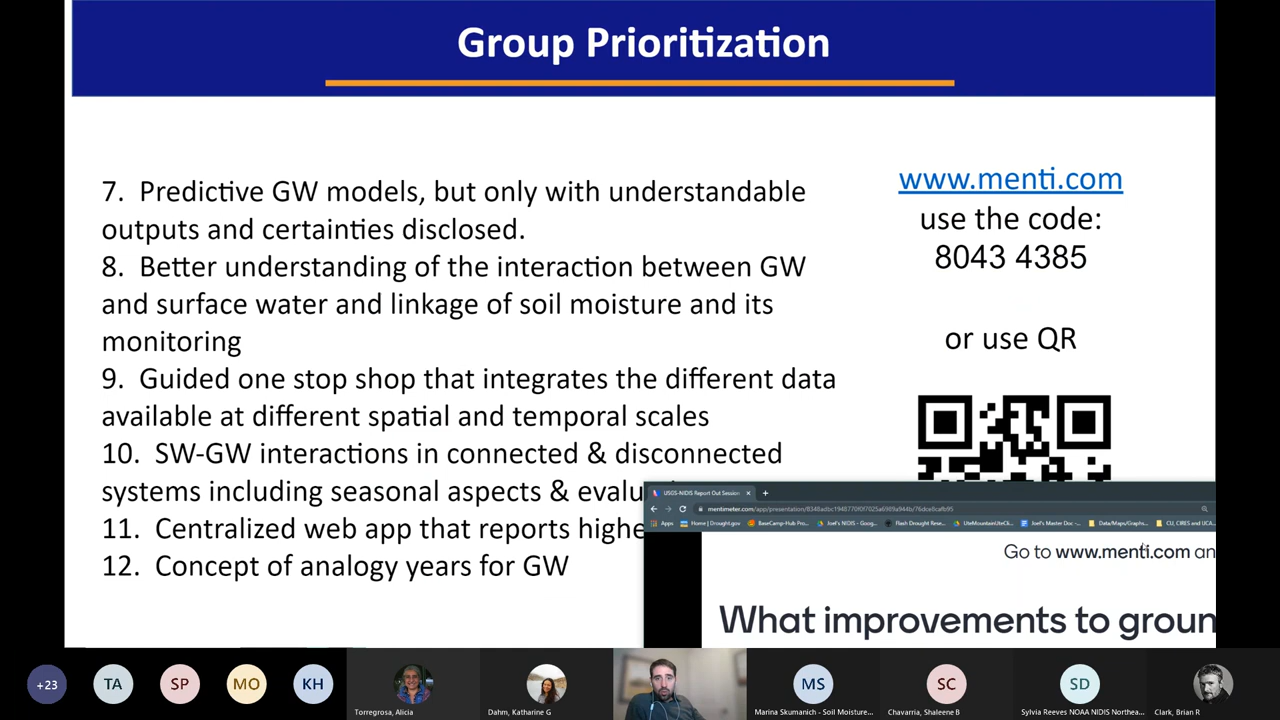 Group Prioritization
7. Predictive GW models, but only with understandable
outputs and certainties disclosed.
8. Better understanding of the interaction between GW
and surface water and linkage of soil moisture and its
monitoring
9. Guided one stop shop that integrates the different data
available at different spatial and temporal scales
10. SW-GW interactions in connected & disconnected
systems including seasonal aspects & evalu
11. Centralized web app that reports highe
12. Concept of analogy years for GW
www.menti.com
use the code:
8043 4385
or use QR
USGS-NIDIS Report Out Session
Apps Home | Drought.gov BaseCamp-Hub Pro... Joel's NIDIS - Goog... Flash Drought Rese... UteMountainUteCli... Joel's Master Doc -... Data/Maps/Graphs... CU, CIRES and UCA...
Go to www.menti.com an
What improvements to groun
+23 TA SP MO KH MS SC SD
Torregrosa, Alicia Dahm, Katharine G Marina Skumanich - Soil Moisture... Chavarria, Shaleene B Sylvia Reeves NOAA NIDIS Northea... Clark, Brian R